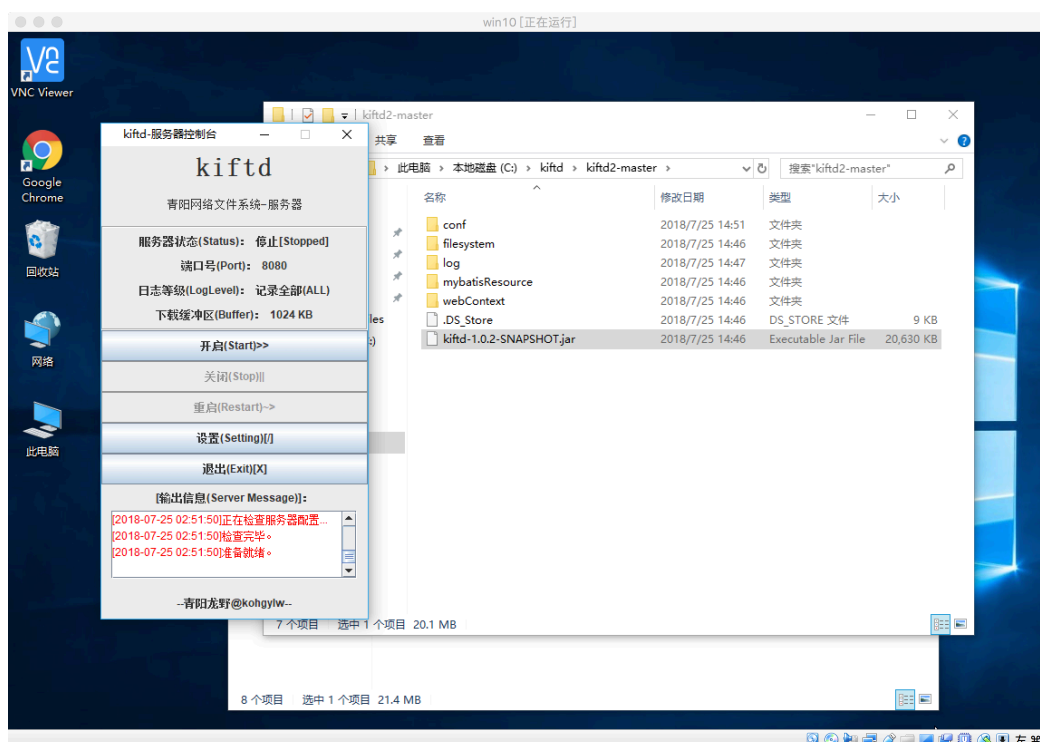 win10 [正在运行]
VNC Viewer
Google
Chrome
回收站
网络
此电脑
kiftd-服务器控制台
kiftd
青阳网络文件系统-服务器
服务器状态(Status): 停止[Stopped]
端口号(Port): 8080
日志等级(LogLevel): 记录全部(ALL)
下载缓冲区(Buffer): 1024 KB
开启(Start)>>
关闭(Stop)||
重启(Restart)~>
设置(Setting)[/]
退出(Exit)[X]
[输出信息(Server Message)]:
[2018-07-25 02:51:50]正在检查服务器配置...
[2018-07-25 02:51:50]检查完毕。
[2018-07-25 02:51:50]准备就绪。
--青阳龙野@kohgylw--
kiftd2-master
共享 查看
此电脑 › 本地磁盘 (C:) › kiftd › kiftd2-master ›
搜索"kiftd2-master"
名称 修改日期 类型 大小
conf 2018/7/25 14:51 文件夹
filesystem 2018/7/25 14:46 文件夹
log 2018/7/25 14:47 文件夹
mybatisResource 2018/7/25 14:46 文件夹
webContext 2018/7/25 14:46 文件夹
.DS_Store 2018/7/25 14:46 DS_STORE 文件 9 KB
kiftd-1.0.2-SNAPSHOT.jar 2018/7/25 14:46 Executable Jar File 20,630 KB
7 个项目 选中 1 个项目 20.1 MB
8 个项目 选中 1 个项目 21.4 MB
左 ⌘